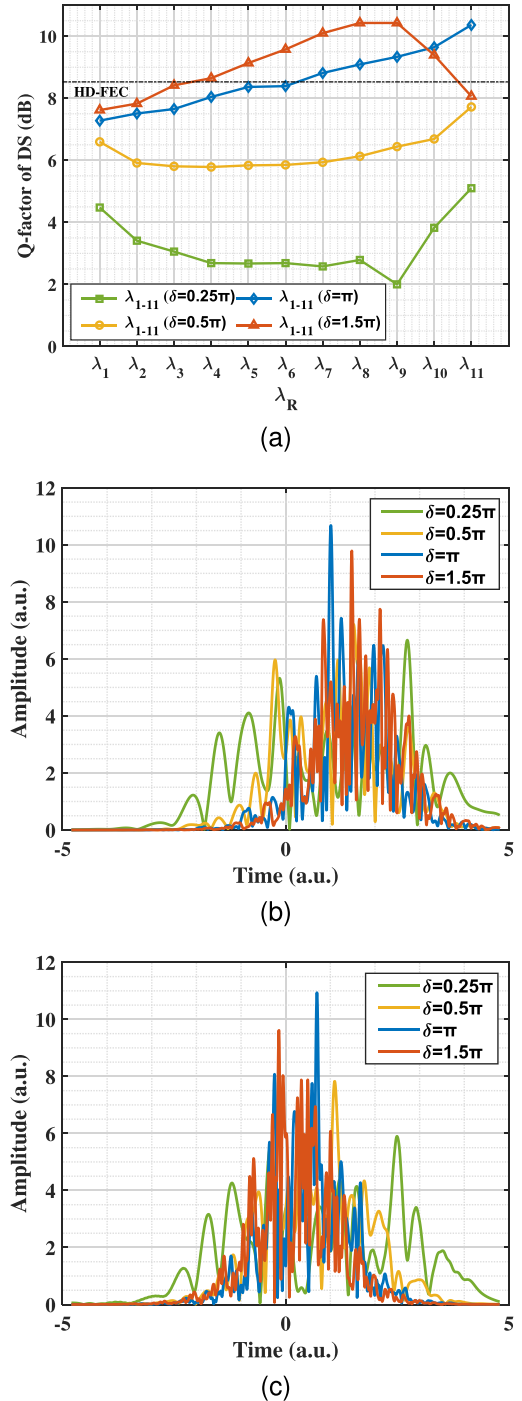 10
8
6
4
2
0
Q-factor of DS (dB)
HD-FEC
λ1-11 (δ=0.25π)
λ1-11 (δ=π)
λ1-11 (δ=0.5π)
λ1-11 (δ=1.5π)
λ1 λ2 λ3 λ4 λ5 λ6 λ7 λ8 λ9 λ10 λ11
λR
(a)
12
10
8
6
4
2
0
Amplitude (a.u.)
δ=0.25π
δ=0.5π
δ=π
δ=1.5π
-5 0 5
Time (a.u.)
(b)
12
10
8
6
4
2
0
Amplitude (a.u.)
δ=0.25π
δ=0.5π
δ=π
δ=1.5π
-5 0 5
Time (a.u.)
(c)